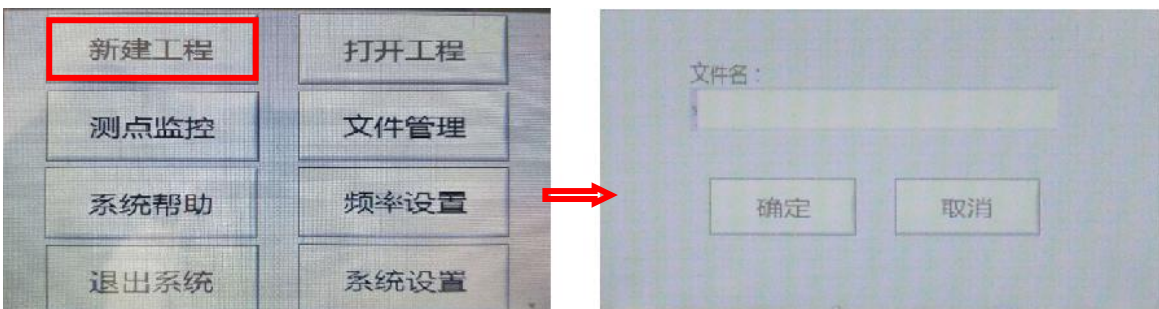 新建工程 打开工程
测点监控 文件管理
系统帮助 频率设置
退出系统 系统设置
文件名：
确定 取消